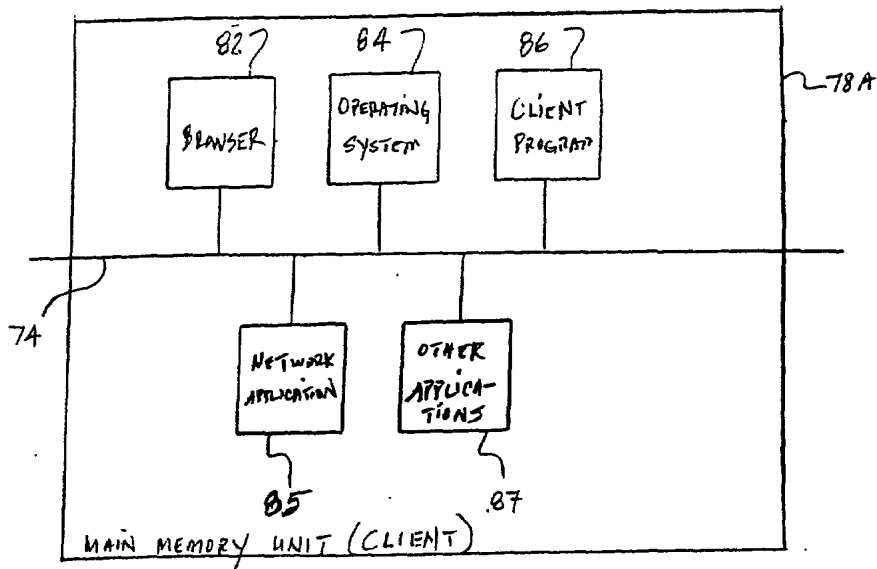 82
84
86
78A
BROWSER
OPERATING
SYSTEM
CLIENT
PROGRAM
74
NETWORK
APPLICATION
OTHER
APPLICA-
TIONS
85
87
MAIN MEMORY UNIT (CLIENT)